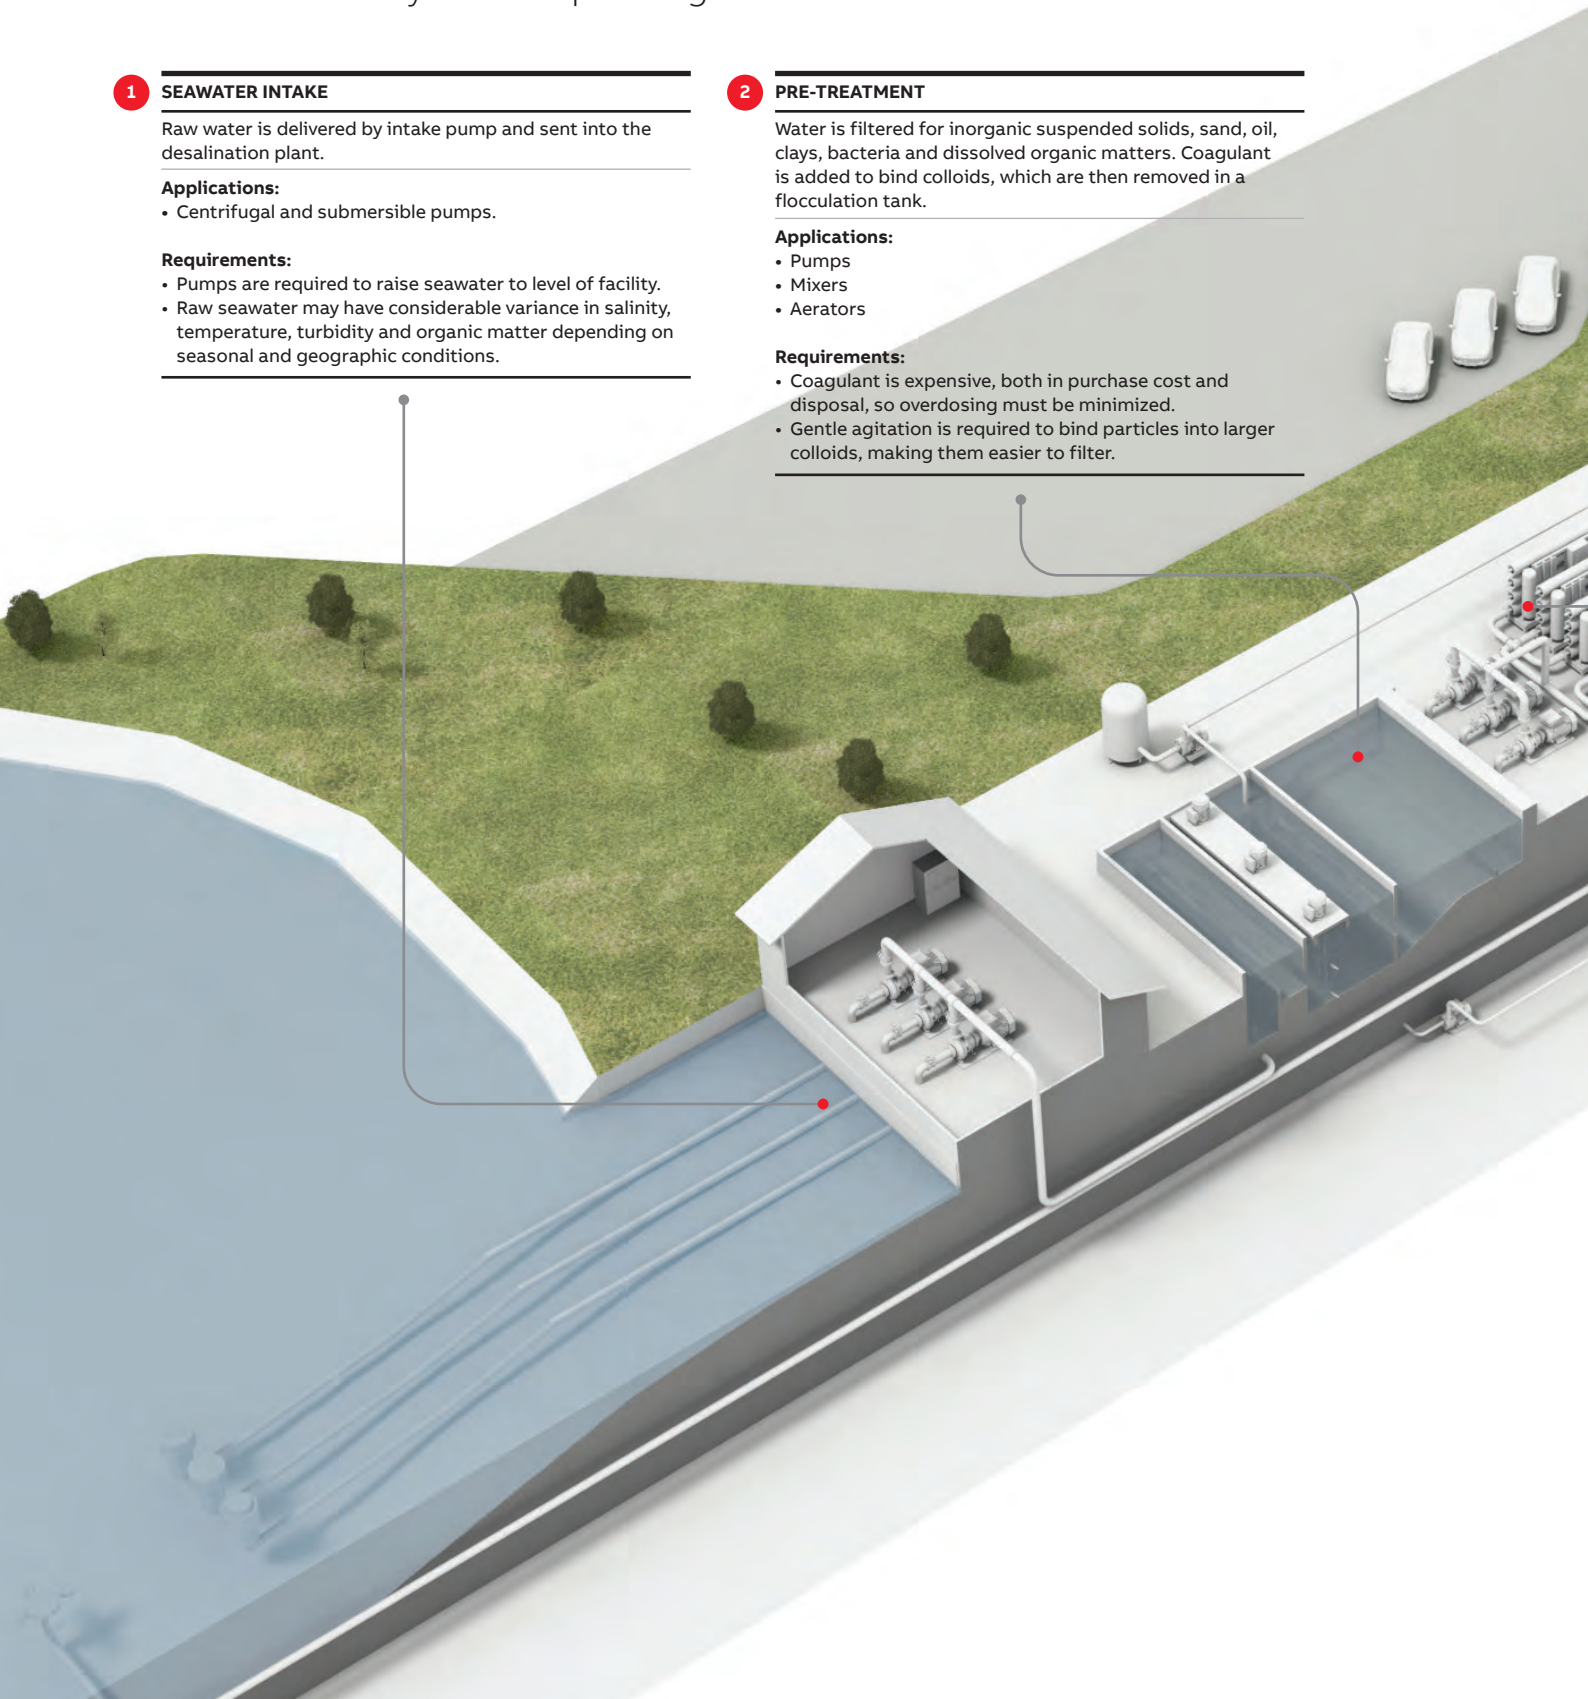 1 SEAWATER INTAKE
Raw water is delivered by intake pump and sent into the
desalination plant.
Applications:
• Centrifugal and submersible pumps.
Requirements:
• Pumps are required to raise seawater to level of facility.
• Raw seawater may have considerable variance in salinity,
temperature, turbidity and organic matter depending on
seasonal and geographic conditions.
2 PRE-TREATMENT
Water is filtered for inorganic suspended solids, sand, oil,
clays, bacteria and dissolved organic matters. Coagulant
is added to bind colloids, which are then removed in a
flocculation tank.
Applications:
• Pumps
• Mixers
• Aerators
Requirements:
• Coagulant is expensive, both in purchase cost and
disposal, so overdosing must be minimized.
• Gentle agitation is required to bind particles into larger
colloids, making them easier to filter.